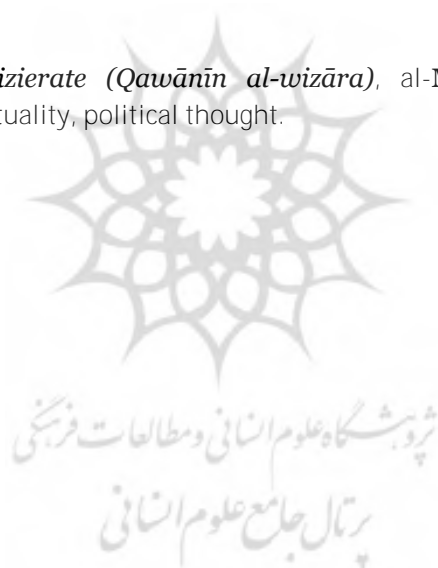 izierate (Qawānīn al-wizāra), al-M
tuality, political thought.
پژوهشگاه علوم انسانی و مطالعات فرهنگی
پرتال جامع علوم انسانی